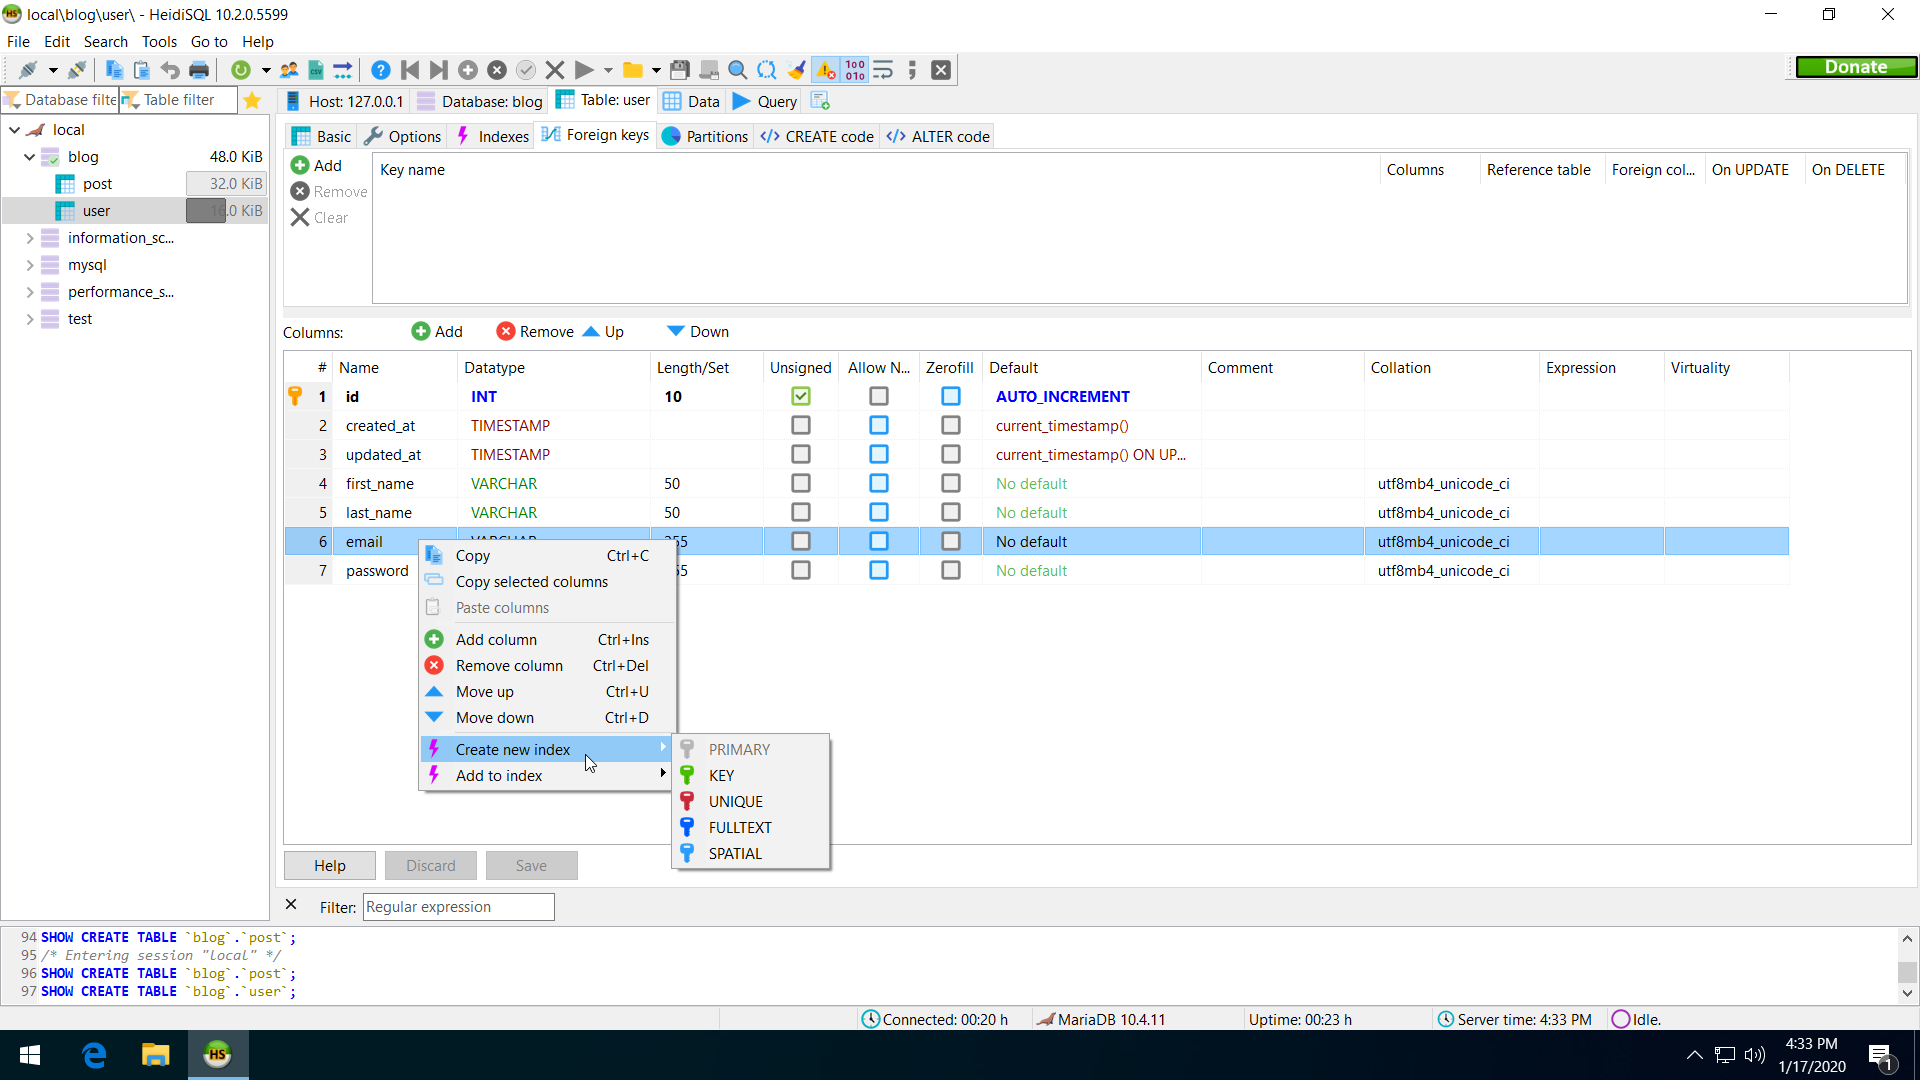 local\blog\user\ - HeidiSQL 10.2.0.5599
File Edit Search Tools Go to Help
Donate
Database filte Table filter
Host: 127.0.0.1 Database: blog Table: user Data Query
local
blog 48.0 KiB
post 32.0 KiB
user 16.0 KiB
information_sc...
mysql
performance_s...
test
Basic Options Indexes Foreign keys Partitions CREATE code ALTER code
Add
Remove
Clear
Key name Columns Reference table Foreign col... On UPDATE On DELETE
Columns: Add Remove Up Down
# Name Datatype Length/Set Unsigned Allow N... Zerofill Default Comment Collation Expression Virtuality
1 id INT 10 AUTO_INCREMENT
2 created_at TIMESTAMP current_timestamp()
3 updated_at TIMESTAMP current_timestamp() ON UP...
4 first_name VARCHAR 50 No default utf8mb4_unicode_ci
5 last_name VARCHAR 50 No default utf8mb4_unicode_ci
6 email VARCHAR 255 No default utf8mb4_unicode_ci
7 password 55 No default utf8mb4_unicode_ci
Copy Ctrl+C
Copy selected columns
Paste columns
Add column Ctrl+Ins
Remove column Ctrl+Del
Move up Ctrl+U
Move down Ctrl+D
Create new index
Add to index
PRIMARY
KEY
UNIQUE
FULLTEXT
SPATIAL
Help Discard Save
Filter: Regular expression
94 SHOW CREATE TABLE `blog`.`post`;
95 /* Entering session "local" */
96 SHOW CREATE TABLE `blog`.`post`;
97 SHOW CREATE TABLE `blog`.`user`;
Connected: 00:20 h MariaDB 10.4.11 Uptime: 00:23 h Server time: 4:33 PM Idle.
HS
4:33 PM
1/17/2020
1